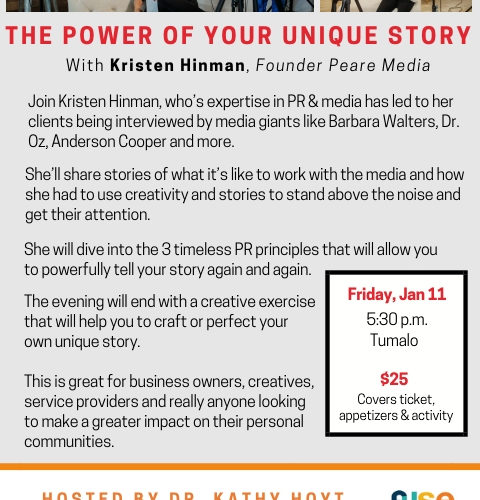 THE POWER OF YOUR UNIQUE STORY
With Kristen Hinman, Founder Peare Media
Join Kristen Hinman, who's expertise in PR & media has led to her
clients being interviewed by media giants like Barbara Walters, Dr.
Oz, Anderson Cooper and more.
She'll share stories of what it's like to work with the media and how
she had to use creativity and stories to stand above the noise and
get their attention.
She will dive into the 3 timeless PR principles that will allow you
to powerfully tell your story again and again.
The evening will end with a creative exercise
that will help you to craft or perfect your
own unique story.
This is great for business owners, creatives,
service providers and really anyone looking
to make a greater impact on their personal
communities.
Friday, Jan 11
5:30 p.m.
Tumalo
$25
Covers ticket,
appetizers & activity
HOSTED BY DR. KATHY HOYT